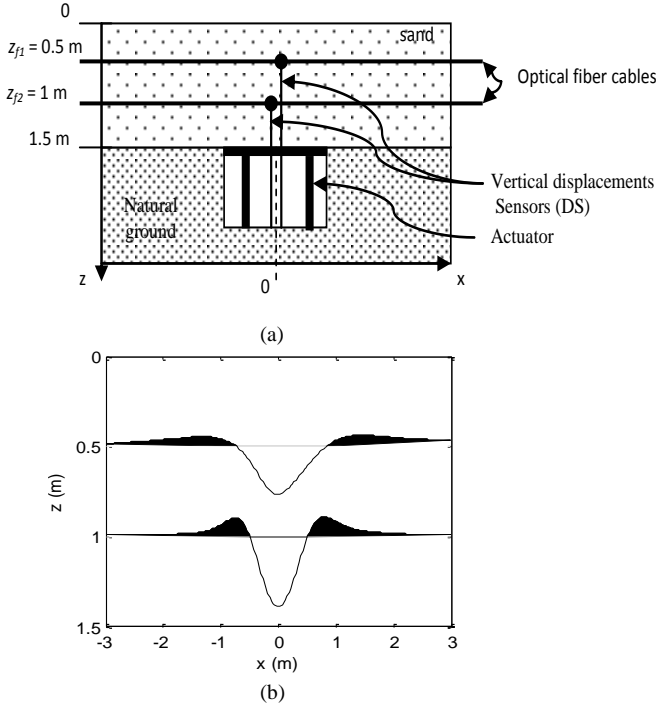 0
sand
z_f1 = 0.5 m
Optical fiber cables
z_f2 = 1 m
1.5 m
Vertical displacements
Sensors (DS)
Natural
ground
Actuator
z
0
x
(a)
0
0.5
z (m)
1
1.5
-3 -2 -1 0 1 2 3
x (m)
(b)